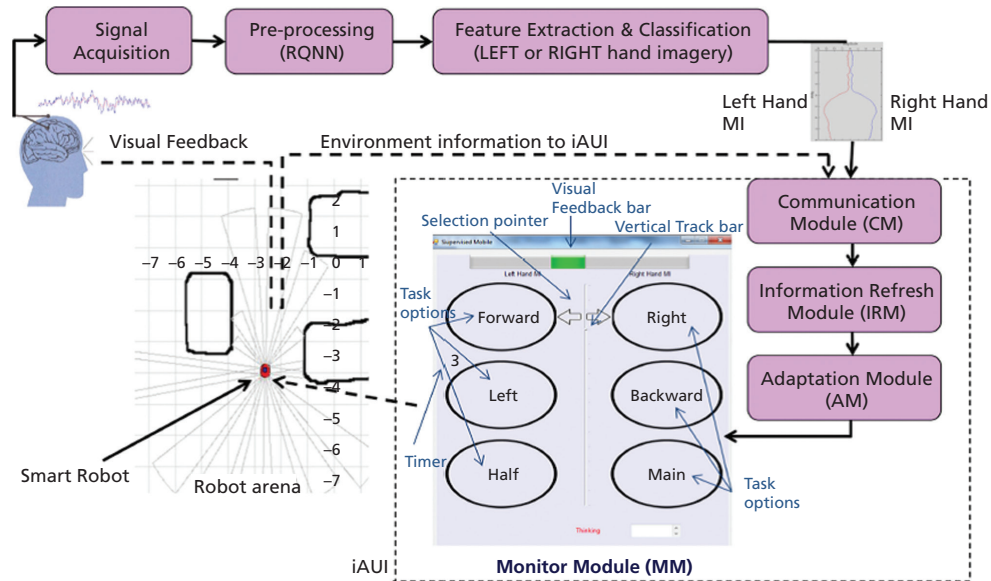 Signal
Acquisition
Pre-processing
(RQNN)
Feature Extraction & Classification
(LEFT or RIGHT hand imagery)
Left Hand
MI
Right Hand
MI
Visual Feedback
Environment information to iAUI
Visual
Feedback bar
Selection pointer
Vertical Track bar
Communication
Module (CM)
Information Refresh
Module (IRM)
Adaptation Module
(AM)
Supervised Mobile
Left Hand MI
Right Hand MI
Task
options
Forward
Right
3
Left
Backward
Half
Main
Timer
Task
options
Thinking
2
1
-7 -6 -5 -4 -3 -2 -1 0 1
-1
-2
-3
-4
-5
-6
-7
Smart Robot
Robot arena
iAUI
Monitor Module (MM)